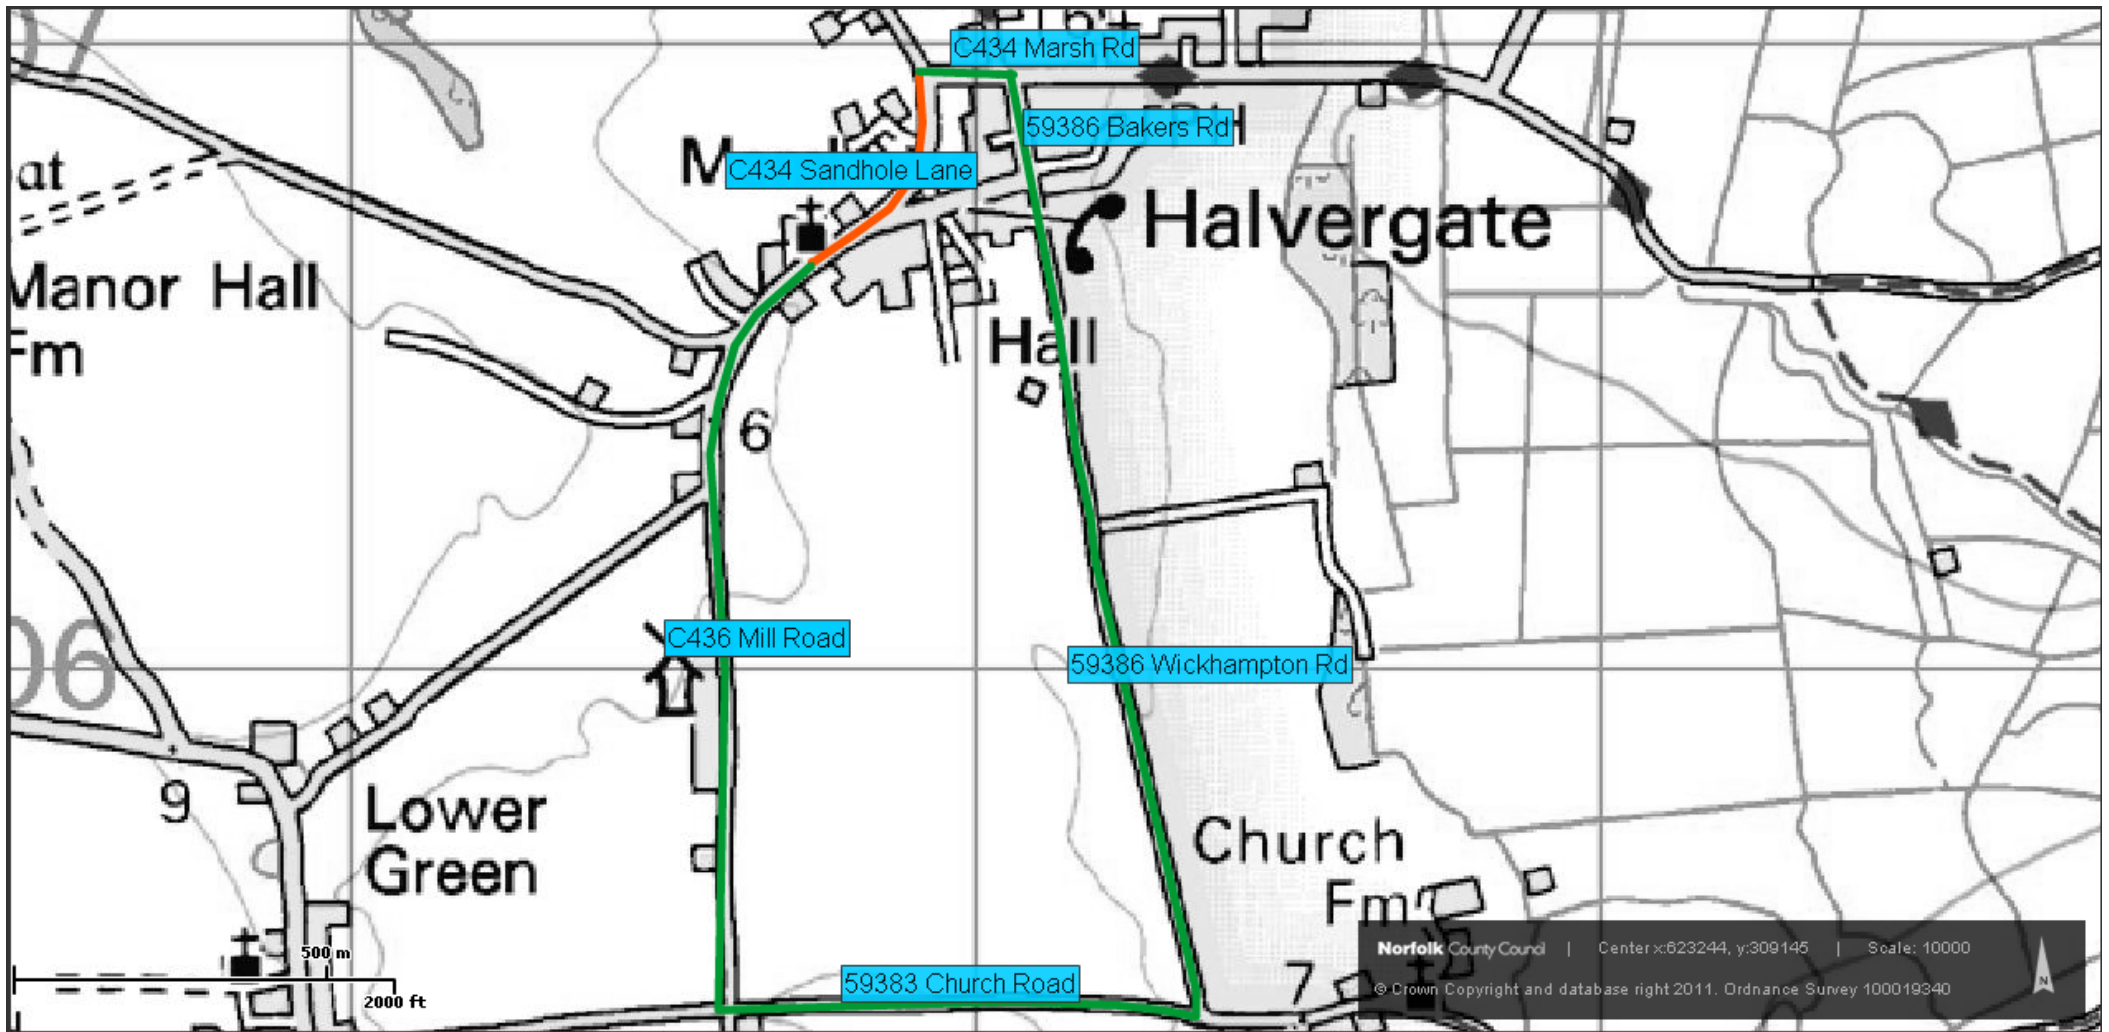 C434 Marsh Rd
59386 Bakers Rd
C434 Sandhole Lane
at
Halvergate
Manor Hall
Fm
Hall
6
C436 Mill Road
59386 Wickhampton Rd
06
9
Lower
Green
Church
Fm
500 m
2000 ft
59383 Church Road
7
Norfolk County Council | Center x:623244, y:309145 | Scale: 10000
© Crown Copyright and database right 2011. Ordnance Survey 100019340
N